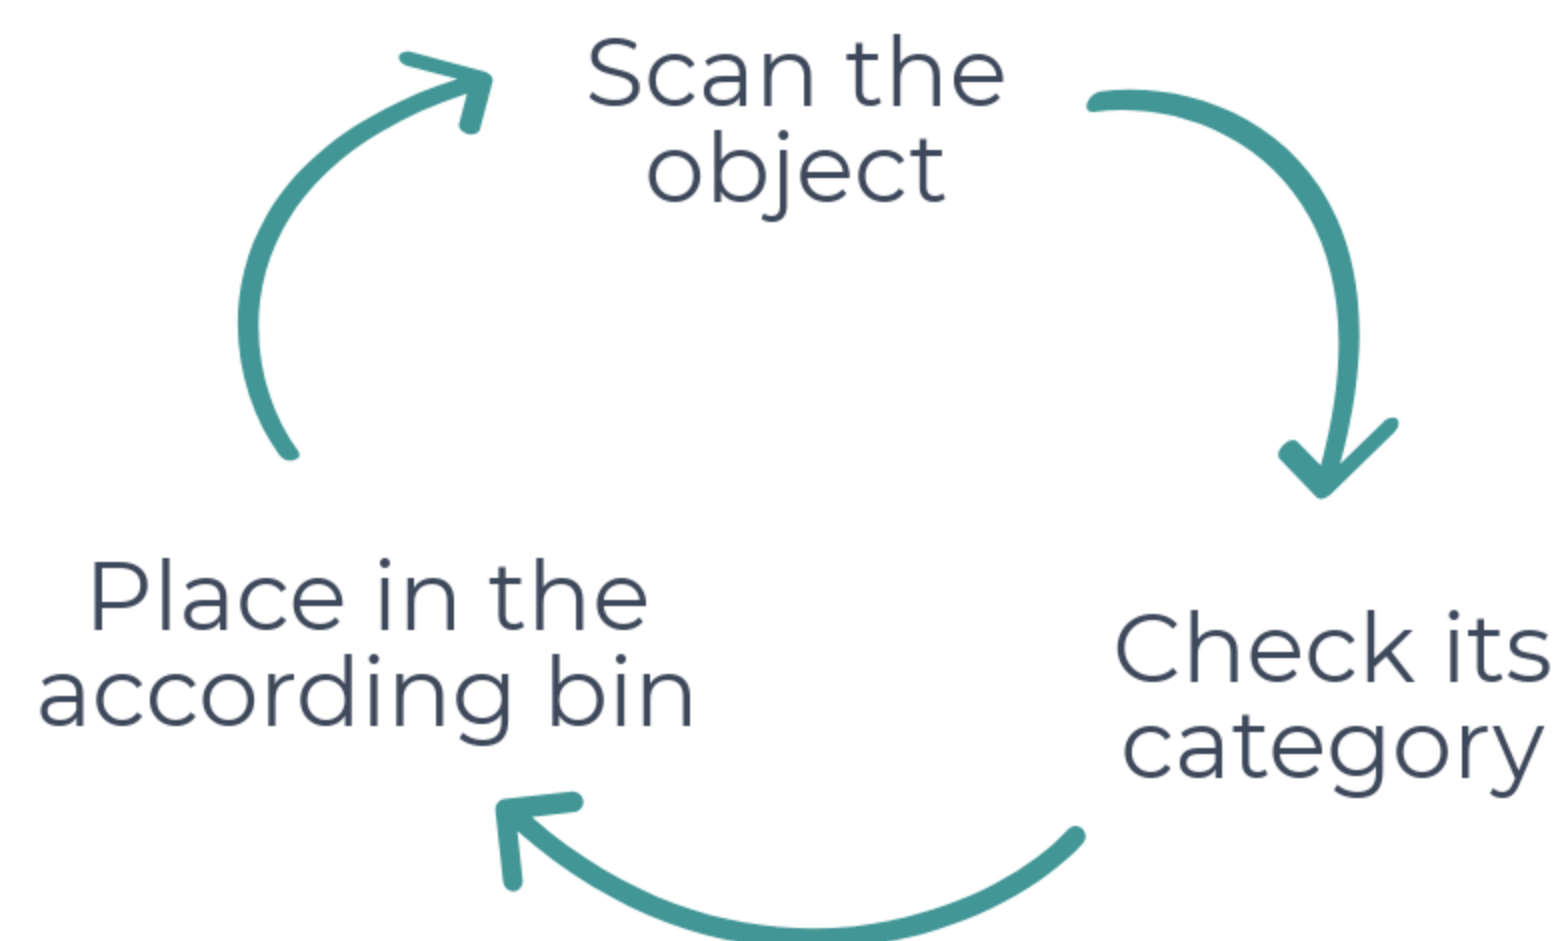 Scan the
object
Check its
category
Place in the
according bin